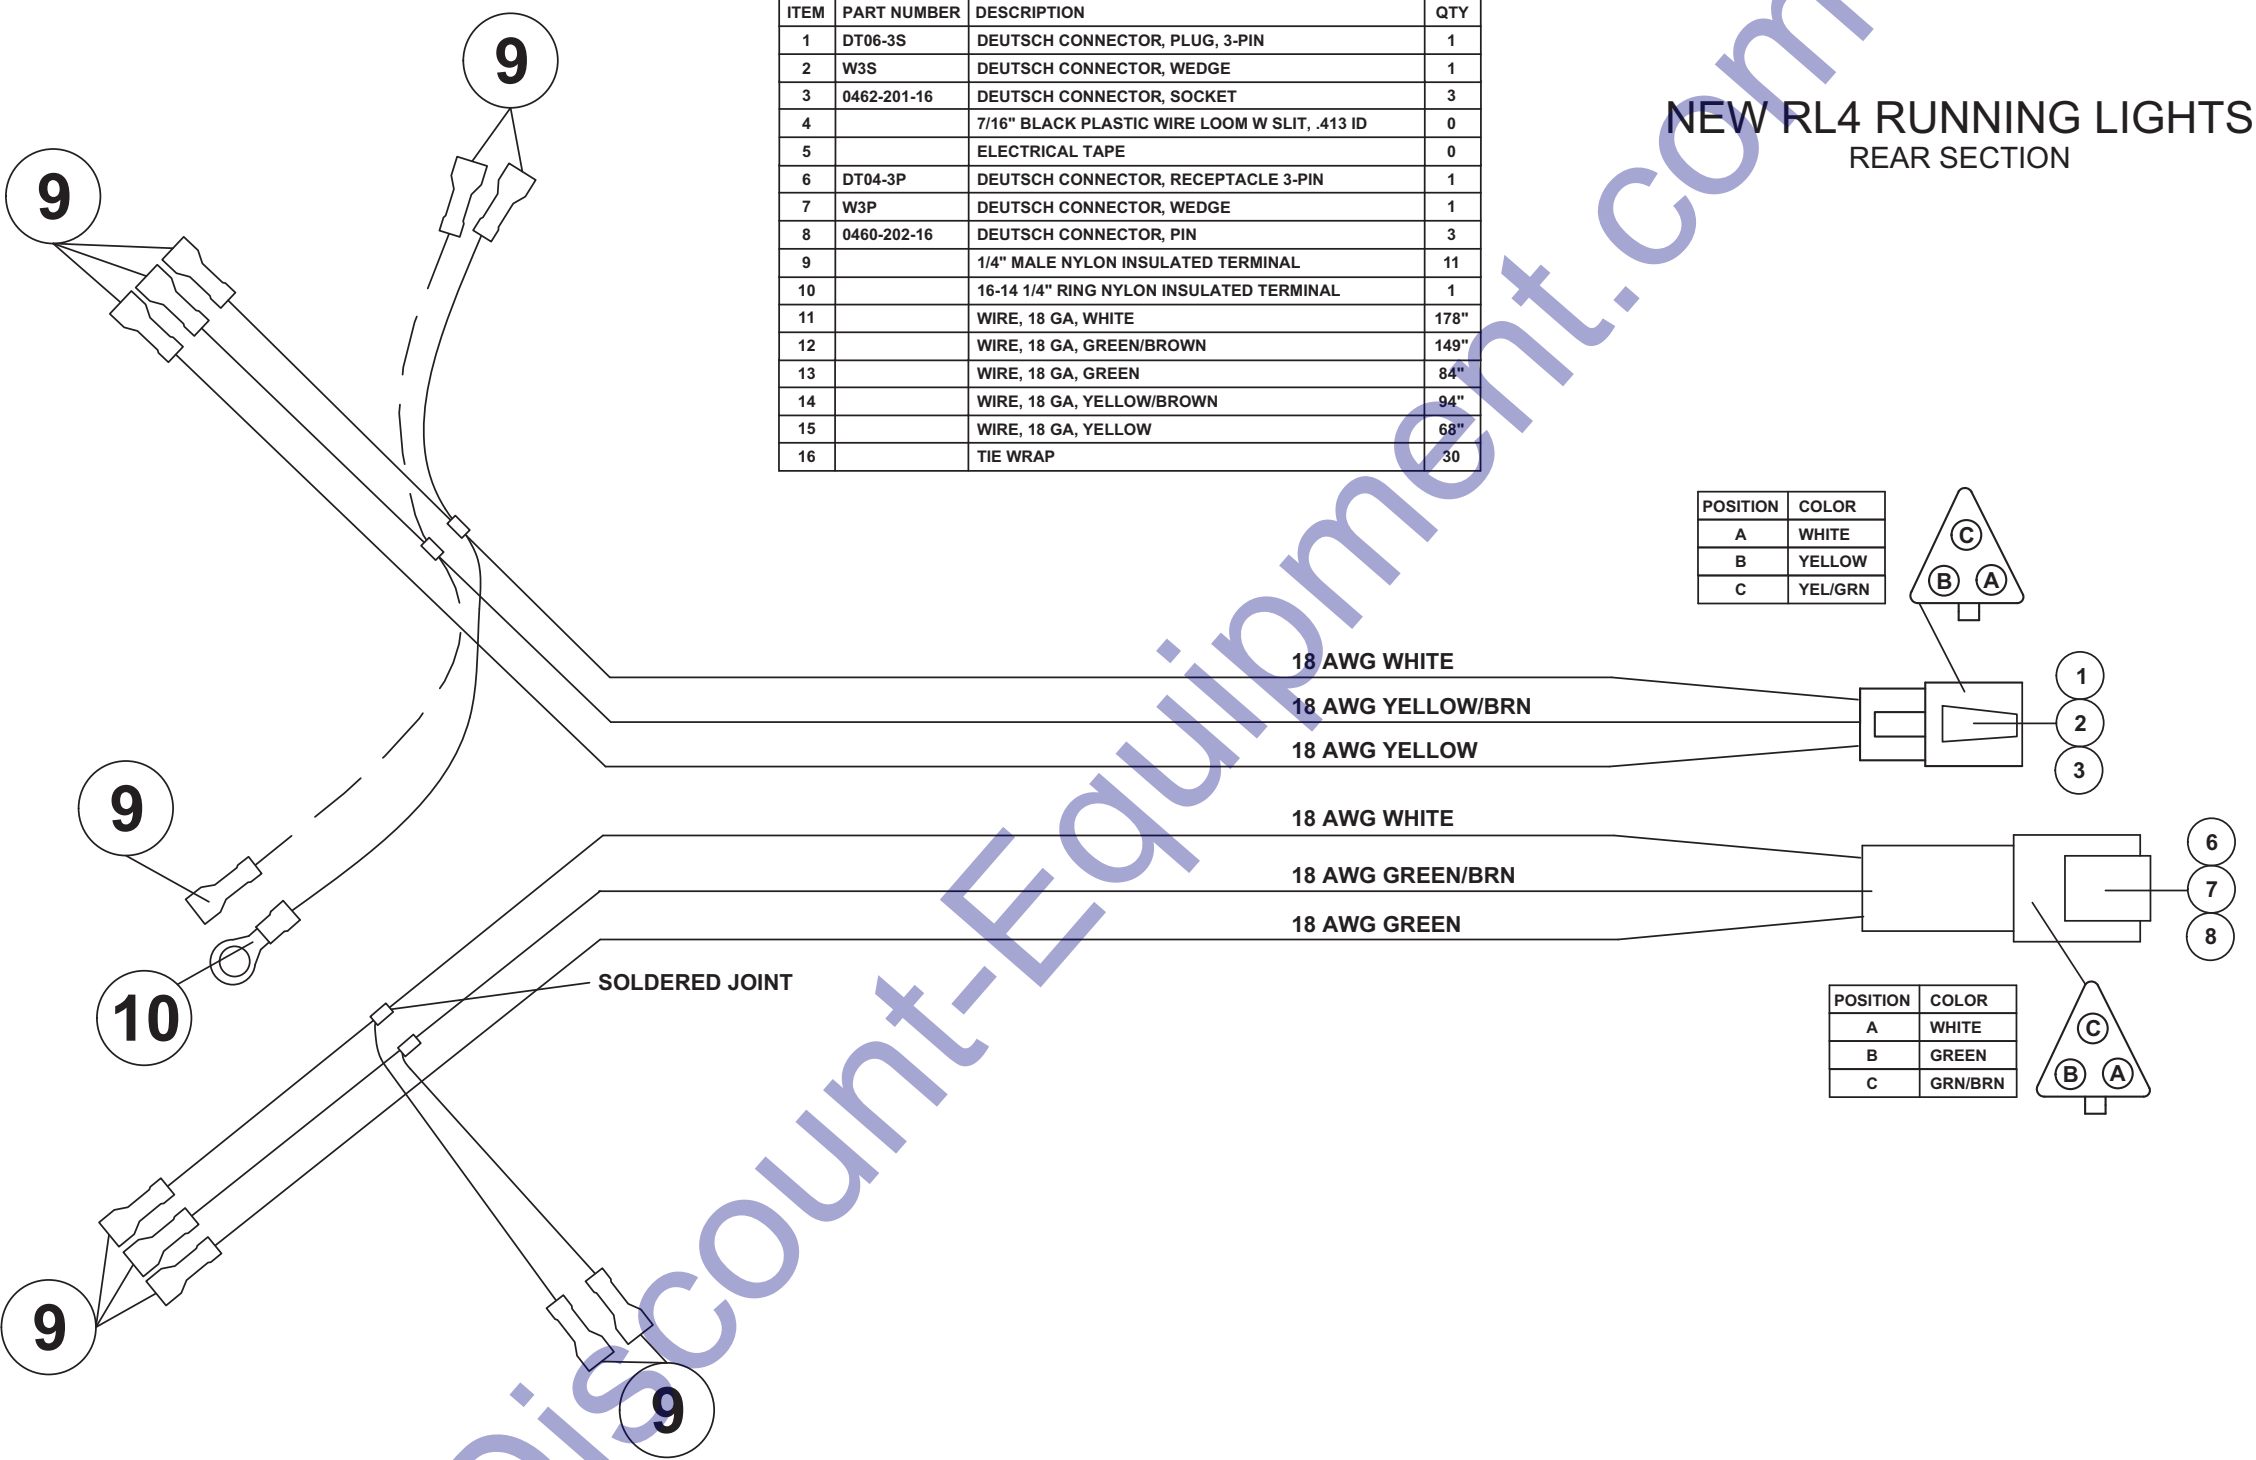 ITEM PART NUMBER DESCRIPTION QTY
1 DT06-3S DEUTSCH CONNECTOR, PLUG, 3-PIN 1
2 W3S DEUTSCH CONNECTOR, WEDGE 1
3 0462-201-16 DEUTSCH CONNECTOR, SOCKET 3
4 7/16" BLACK PLASTIC WIRE LOOM W SLIT, .413 ID 0
5 ELECTRICAL TAPE 0
6 DT04-3P DEUTSCH CONNECTOR, RECEPTACLE 3-PIN 1
7 W3P DEUTSCH CONNECTOR, WEDGE 1
8 0460-202-16 DEUTSCH CONNECTOR, PIN 3
9 1/4" MALE NYLON INSULATED TERMINAL 11
10 16-14 1/4" RING NYLON INSULATED TERMINAL 1
11 WIRE, 18 GA, WHITE 178"
12 WIRE, 18 GA, GREEN/BROWN 149"
13 WIRE, 18 GA, GREEN 84"
14 WIRE, 18 GA, YELLOW/BROWN 94"
15 WIRE, 18 GA, YELLOW 68"
16 TIE WRAP 30
NEW RL4 RUNNING LIGHTS
REAR SECTION
9
9
POSITION COLOR
A WHITE
B YELLOW
C YEL/GRN
C
B A
18 AWG WHITE
18 AWG YELLOW/BRN
18 AWG YELLOW
1
2
3
9
10
18 AWG WHITE
18 AWG GREEN/BRN
18 AWG GREEN
6
7
8
SOLDERED JOINT
POSITION COLOR
A WHITE
B GREEN
C GRN/BRN
C
B A
9
9
Discount-Equipment.com